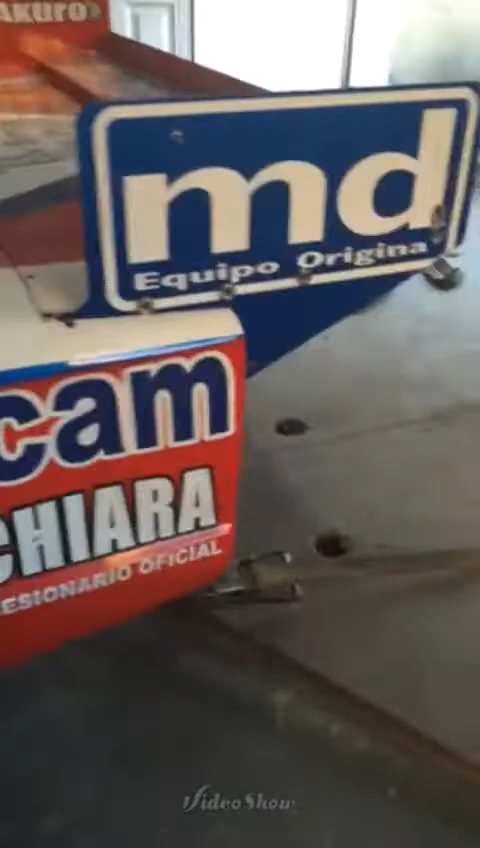 AKURO
md
Equipo Origina
cam
CHIARA
ESIONARIO OFICIAL
VideoShow